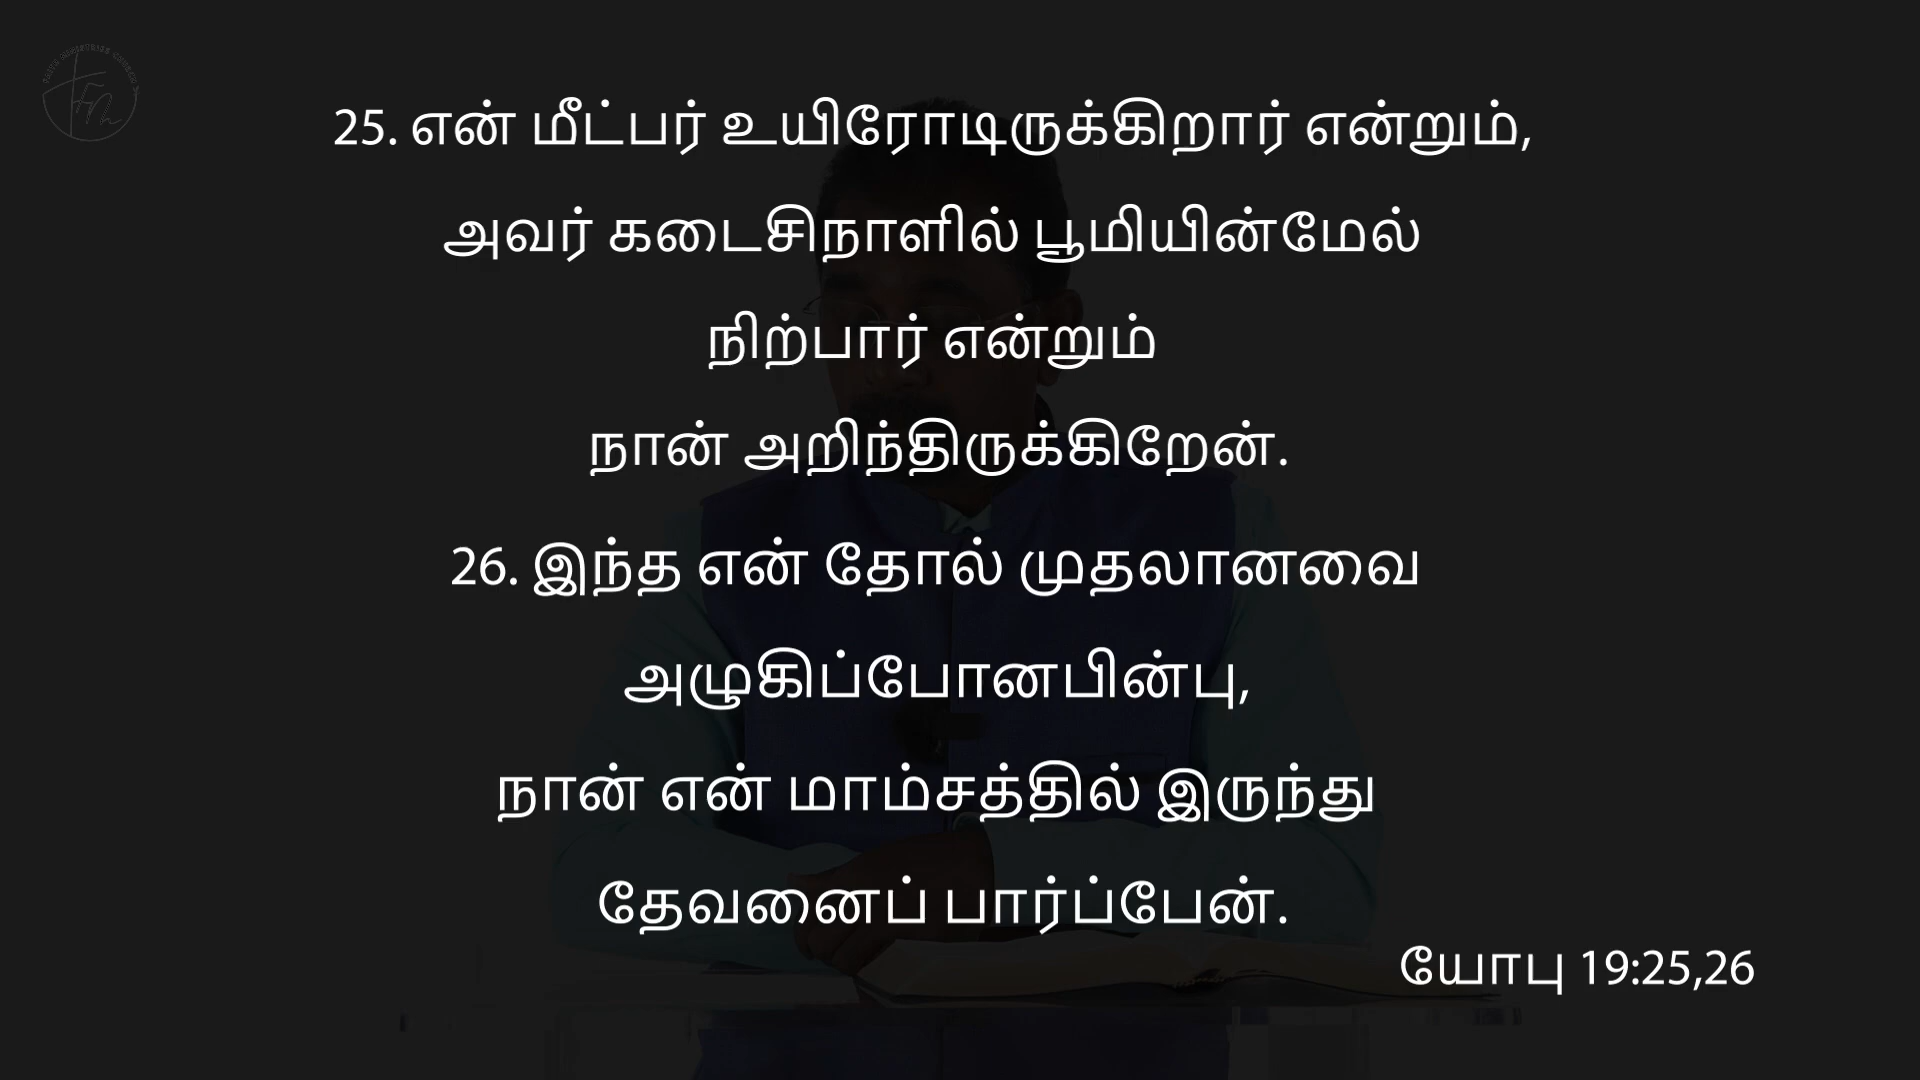 25. என் மீட்பர் உயிரோடிருக்கிறார் என்றும்,
அவர் கடைசிநாளில் பூமியின்மேல்
நிற்பார் என்றும்
நான் அறிந்திருக்கிறேன்.
26. இந்த என் தோல் முதலானவை
அழுகிப்போனபின்பு,
நான் என் மாம்சத்தில் இருந்து
தேவனைப் பார்ப்பேன்.
யோபு 19:25,26